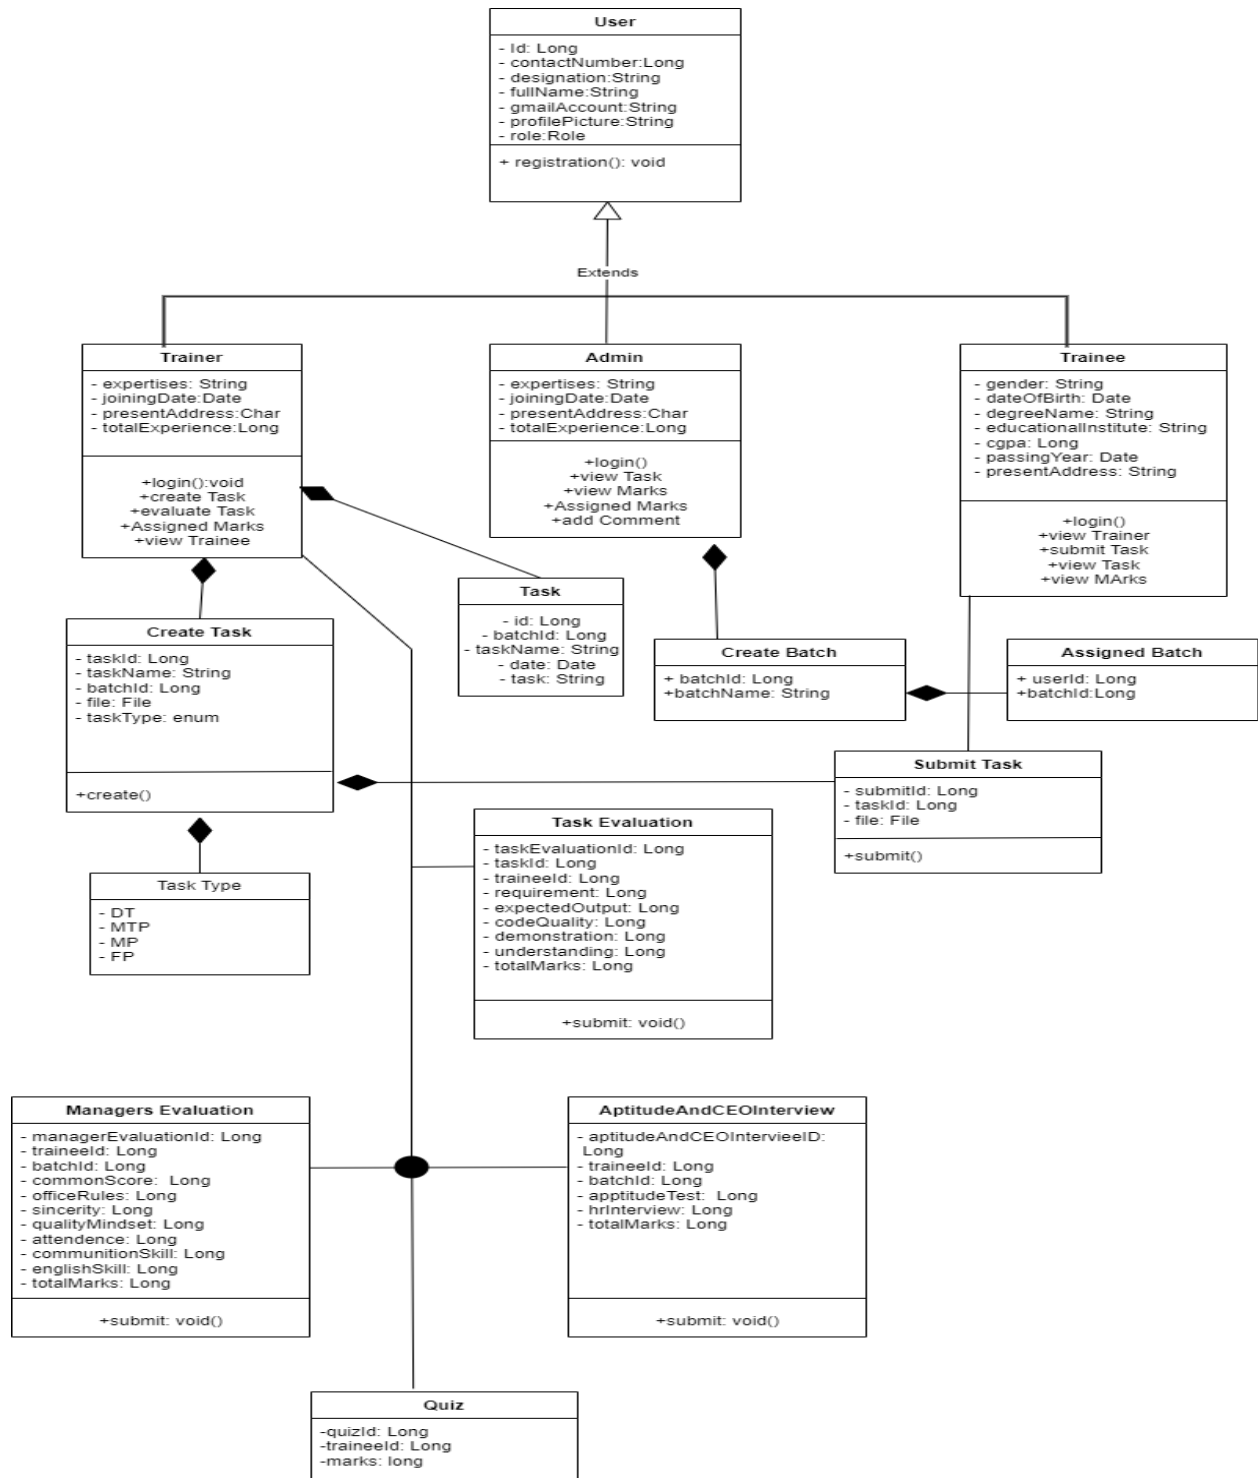 User
- Id: Long
- contactNumber:Long
- designation:String
- fullName:String
- gmailAccount:String
- profilePicture:String
- role:Role
+ registration(): void
Extends
Trainer
- expertises: String
- joiningDate:Date
- presentAddress:Char
- totalExperience:Long
+login():void
+create Task
+evaluate Task
+Assigned Marks
+view Trainee
Admin
- expertises: String
- joiningDate:Date
- presentAddress:Char
- totalExperience:Long
+login()
+view Task
+view Marks
+Assigned Marks
+add Comment
Trainee
- gender: String
- dateOfBirth: Date
- degreeName: String
- educationalInstitute: String
- cgpa: Long
- passingYear: Date
- presentAddress: String
+login()
+view Trainer
+submit Task
+view Task
+view MArks
Task
- id: Long
- batchId: Long
- taskName: String
- date: Date
- task: String
Create Task
- taskId: Long
- taskName: String
- batchId: Long
- file: File
- taskType: enum
+create()
Create Batch
+ batchId: Long
+batchName: String
Assigned Batch
+ userId: Long
+batchId:Long
Submit Task
- submitId: Long
- taskId: Long
- file: File
+submit()
Task Type
- DT
- MTP
- MP
- FP
Task Evaluation
- taskEvaluationId: Long
- taskId: Long
- traineeId: Long
- requirement: Long
- expectedOutput: Long
- codeQuality: Long
- demonstration: Long
- understanding: Long
- totalMarks: Long
+submit: void()
Managers Evaluation
- managerEvaluationId: Long
- traineeId: Long
- batchId: Long
- commonScore: Long
- officeRules: Long
- sincerity: Long
- qualityMindset: Long
- attendence: Long
- communitionSkill: Long
- englishSkill: Long
- totalMarks: Long
+submit: void()
AptitudeAndCEOInterview
- aptitudeAndCEOIntervieeID:
Long
- traineeId: Long
- batchId: Long
- apptitudeTest: Long
- hrInterview: Long
- totalMarks: Long
+submit: void()
Quiz
-quizId: Long
-traineeId: Long
-marks: long